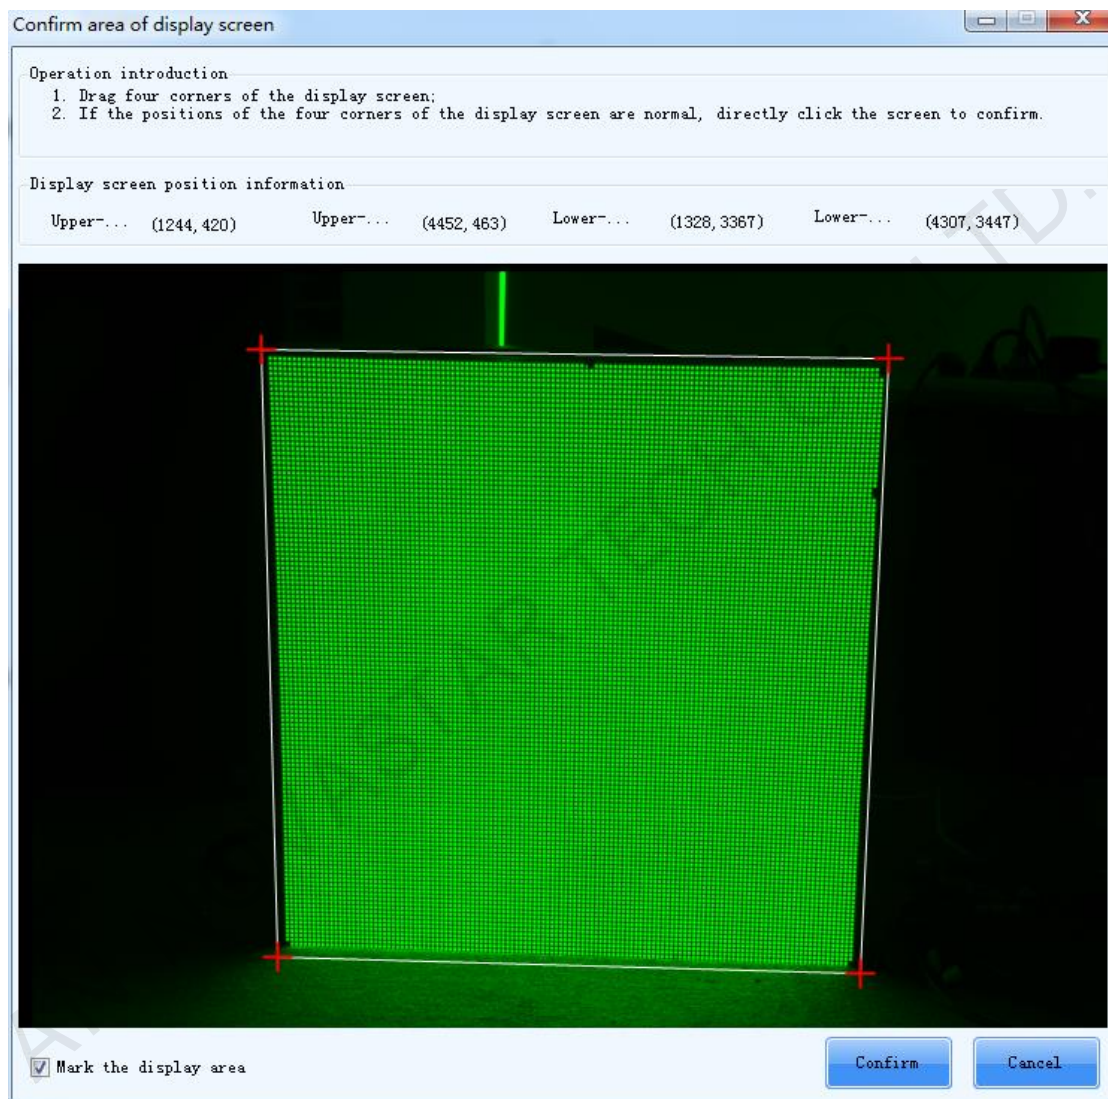 Confirm area of display screen
Operation introduction
1. Drag four corners of the display screen;
2. If the positions of the four corners of the display screen are normal, directly click the screen to confirm.
Display screen position information
Upper-... (1244, 420) Upper-... (4452, 463) Lower-... (1328, 3367) Lower-... (4307, 3447)
Mark the display area
Confirm Cancel